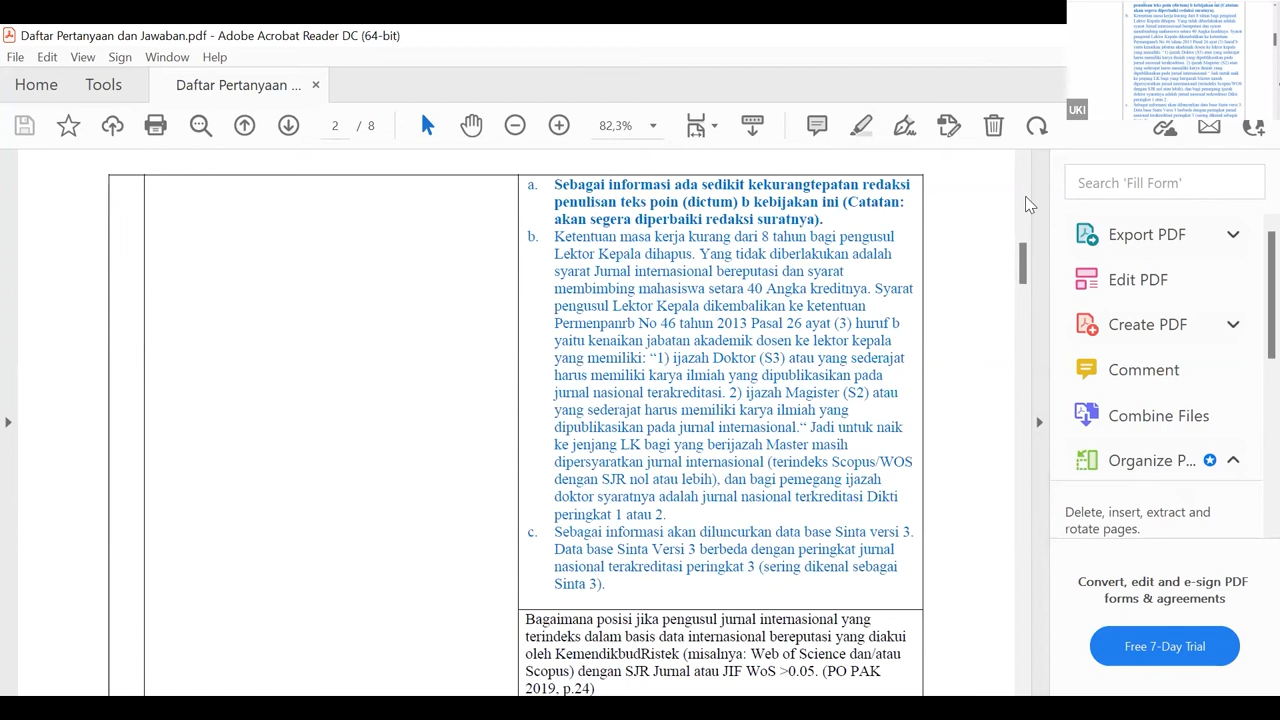 Daftar Pertanyaan dan Jawaban.pdf - Adobe Acrobat Reader DC (64-bit)
File Edit View Sign Window Help
Home Tools Daftar Pertanyaan ... ×
2 / 8 83,3%
UKI
a. Sebagai informasi ada sedikit kekurangtepatan redaksi
penulisan teks poin (dictum) b kebijakan ini (Catatan:
akan segera diperbaiki redaksi suratnya).
b. Ketentuan masa kerja kurang dari 8 tahun bagi pengusul
Lektor Kepala dihapus. Yang tidak diberlakukan adalah
syarat Jurnal internasional bereputasi dan syarat
membimbing mahasiswa setara 40 Angka kreditnya. Syarat
pengusul Lektor Kepala dikembalikan ke ketentuan
Permenpanrb No 46 tahun 2013 Pasal 26 ayat (3) huruf b
yaitu kenaikan jabatan akademik dosen ke lektor kepala
yang memiliki: “1) ijazah Doktor (S3) atau yang sederajat
harus memiliki karya ilmiah yang dipublikasikan pada
jurnal nasional terakreditasi. 2) ijazah Magister (S2) atau
yang sederajat harus memiliki karya ilmiah yang
dipublikasikan pada jurnal internasional.“ Jadi untuk naik
ke jenjang LK bagi yang berijazah Master masih
dipersyaratkan jurnal internasional (terindeks Scopus/WOS
dengan SJR nol atau lebih), dan bagi pemegang ijazah
doktor syaratnya adalah jurnal nasional terkreditasi Dikti
peringkat 1 atau 2.
c. Sebagai informasi akan diluncurkan data base Sinta versi 3.
Data base Sinta Versi 3 berbeda dengan peringkat jurnal
nasional terakreditasi peringkat 3 (sering dikenal sebagai
Sinta 3).
Bagaimana posisi jika pengusul jurnal internasional yang
terindeks dalam basis data internasional bereputasi yang diakui
oleh KemendikbudRistek (misalnya: Web of Science dan/atau
Scopus) dengan SJR Jurnal atau JIF WoS >0.05. (PO PAK
2019, p.24)
Search 'Fill Form'
Export PDF
Edit PDF
Create PDF
Comment
Combine Files
Organize P...
Delete, insert, extract and
rotate pages.
Convert, edit and e-sign PDF
forms & agreements
Free 7-Day Trial